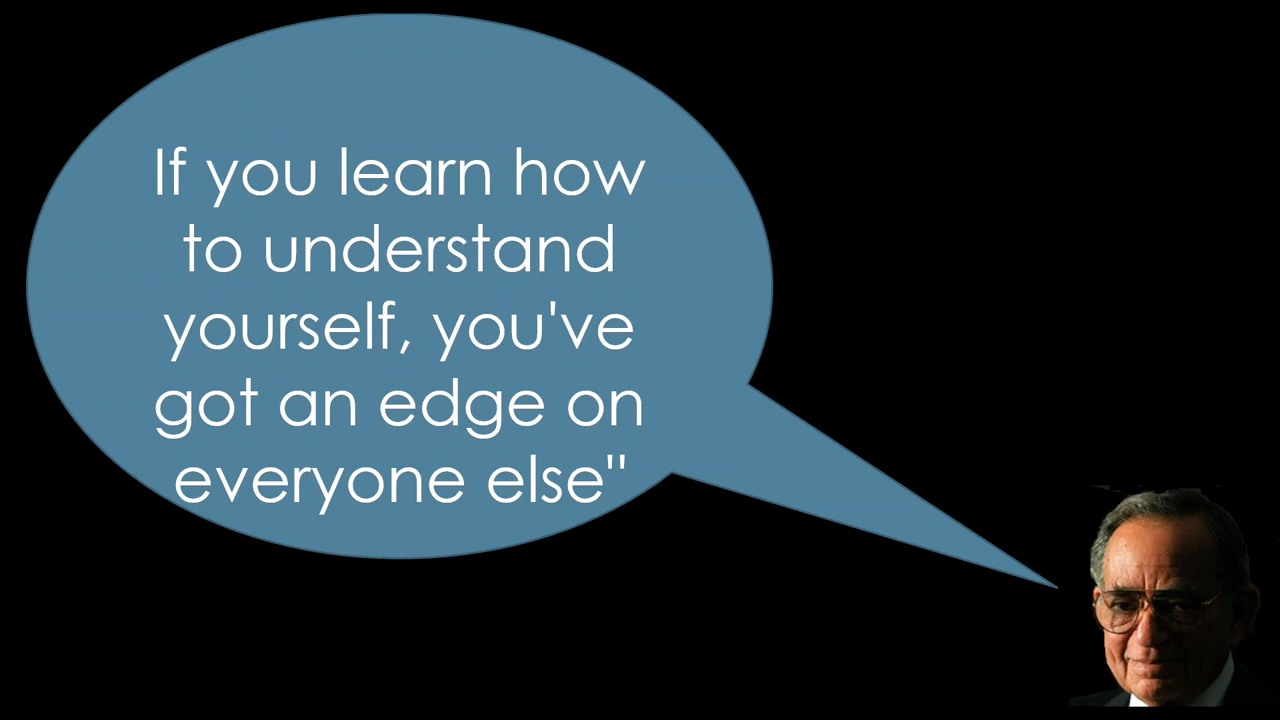 If you learn how
to understand
yourself, you've
got an edge on
everyone else"